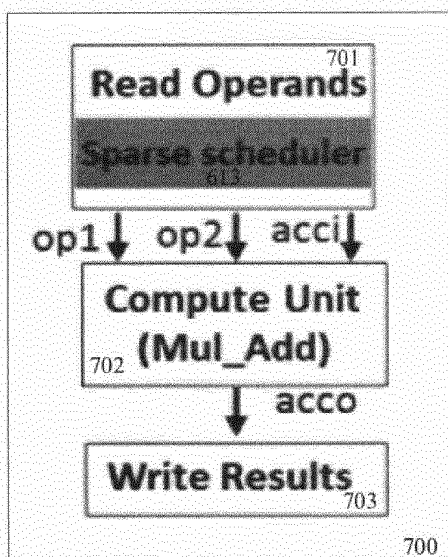 701
Read Operands
Sparse scheduler
613
op1 op2 acci
Compute Unit
(Mul_Add)
702
acco
Write Results
703
700